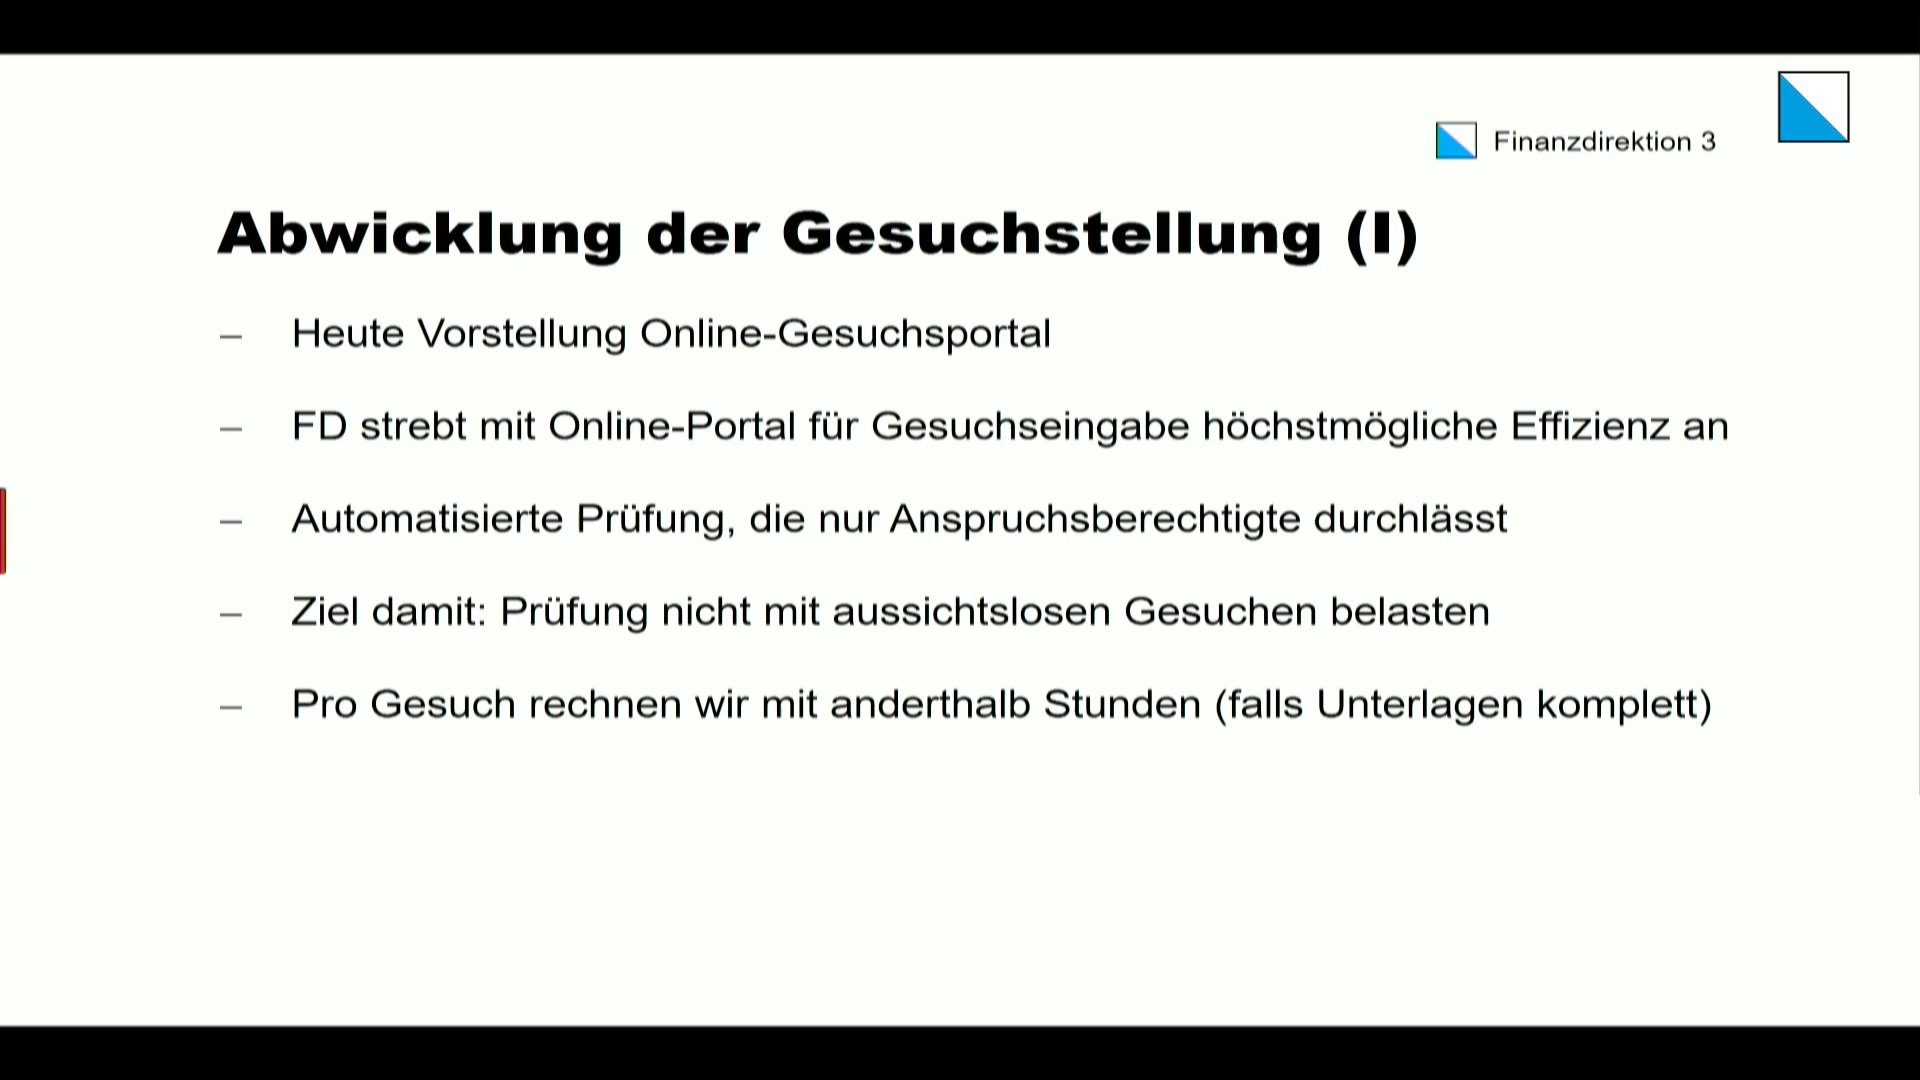 Finanzdirektion 3
Abwicklung der Gesuchstellung (I)
– Heute Vorstellung Online-Gesuchsportal
– FD strebt mit Online-Portal für Gesuchseingabe höchstmögliche Effizienz an
– Automatisierte Prüfung, die nur Anspruchsberechtigte durchlässt
– Ziel damit: Prüfung nicht mit aussichtslosen Gesuchen belasten
– Pro Gesuch rechnen wir mit anderthalb Stunden (falls Unterlagen komplett)